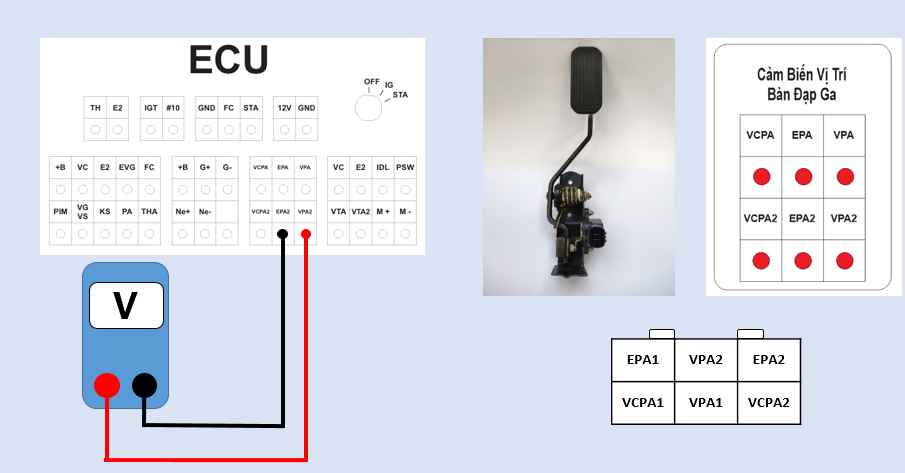 ECU
OFF IG
STA
TH E2 IGT #10 GND FC STA 12V GND
+B VC E2 EVG FC +B G+ G- VCPA EPA VPA VC E2 IDL PSW
PIM VG VS KS PA THA Ne+ Ne- VCPA2 EPA2 VPA2 VTA VTA2 M + M -
V
Cảm Biến Vị Trí
Bàn Đạp Ga
VCPA EPA VPA
VCPA2 EPA2 VPA2
EPA1 VPA2 EPA2
VCPA1 VPA1 VCPA2